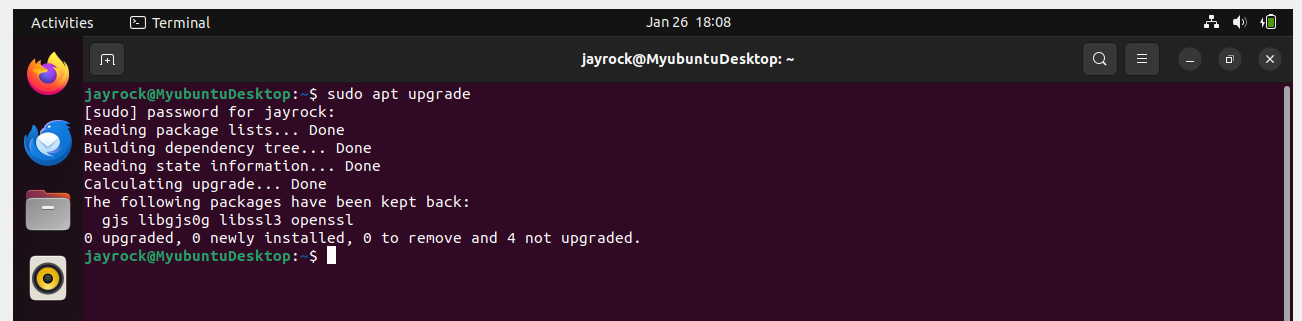 Activities
Terminal
Jan 26 18:08
jayrock@MyubuntuDesktop: ~
jayrock@MyubuntuDesktop:~$ sudo apt upgrade
[sudo] password for jayrock:
Reading package lists... Done
Building dependency tree... Done
Reading state information... Done
Calculating upgrade... Done
The following packages have been kept back:
  gjs libgjs0g libssl3 openssl
0 upgraded, 0 newly installed, 0 to remove and 4 not upgraded.
jayrock@MyubuntuDesktop:~$